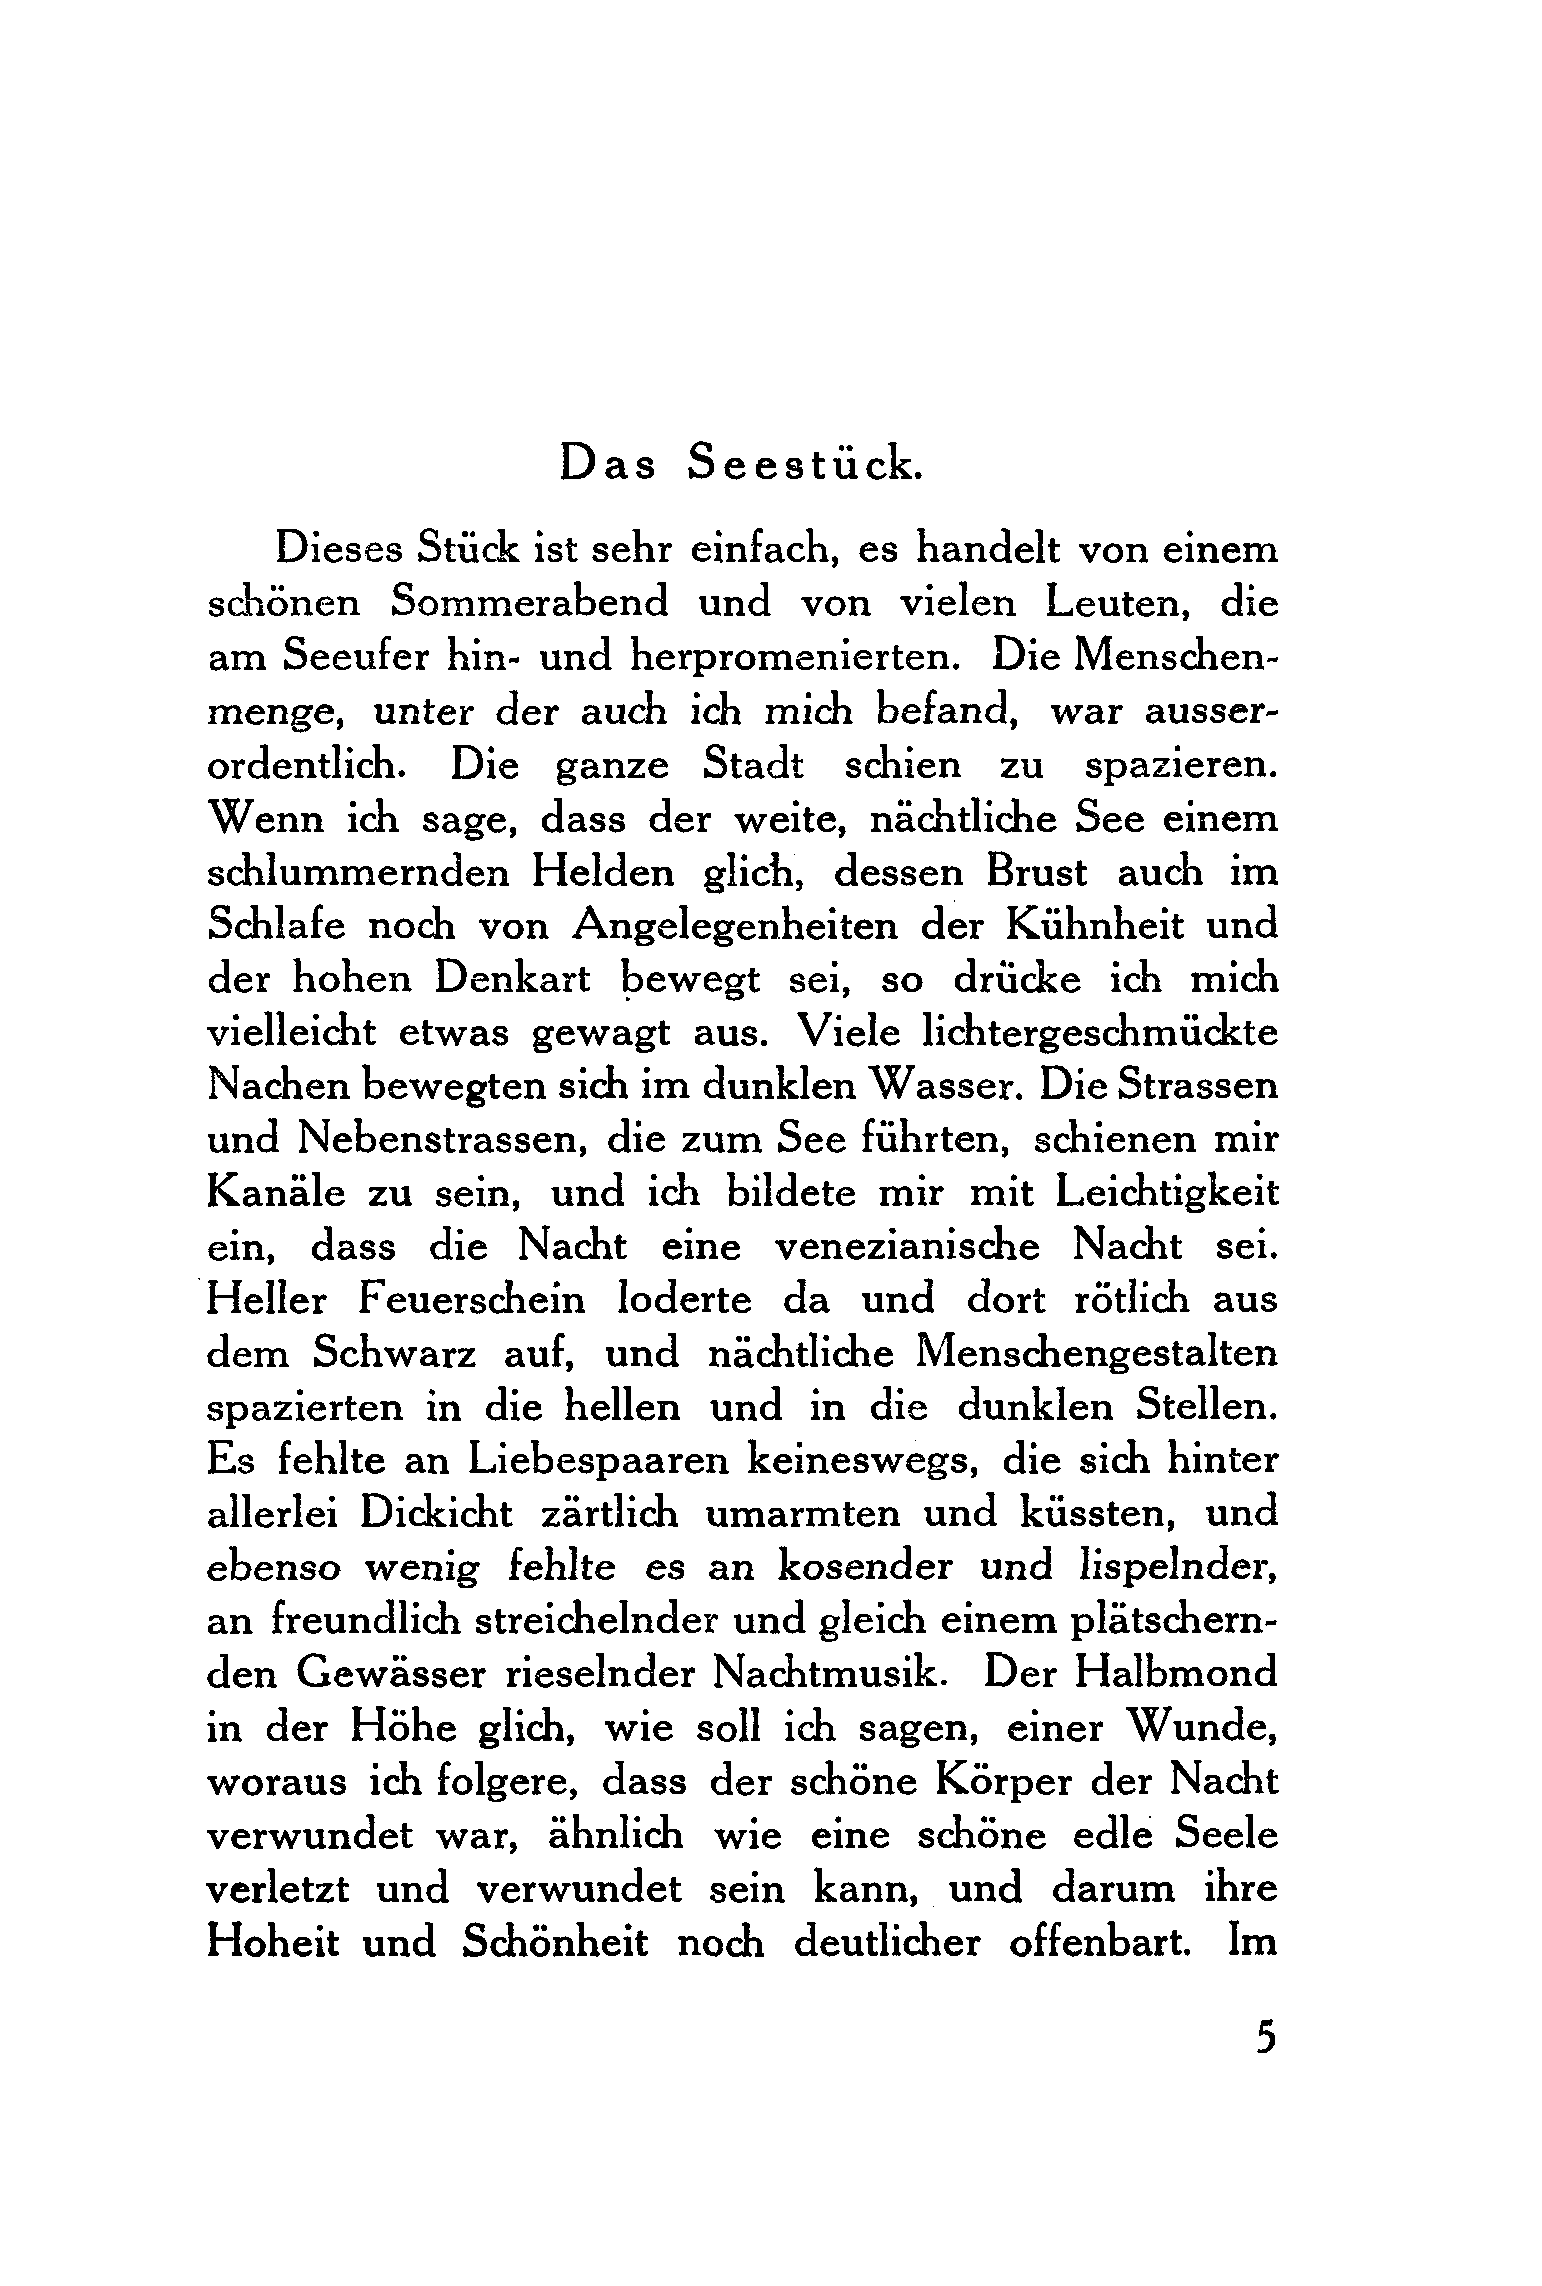 Das Seestück.
Dieses Stück ist sehr einfach, es handelt von einem
schönen Sommerabend und von vielen Leuten, die
am Seeufer hin- und herpromenierten. Die Menschen-
menge, unter der auch ich mich befand, war ausser-
ordentlich. Die ganze Stadt schien zu spazieren.
Wenn ich sage, dass der weite, nächtliche See einem
schlummernden Helden glich, dessen Brust auch im
Schlafe noch von Angelegenheiten der Kühnheit und
der hohen Denkart bewegt sei, so drücke ich mich
vielleicht etwas gewagt aus. Viele lichtergeschmückte
Nachen bewegten sich im dunklen Wasser. Die Strassen
und Nebenstrassen, die zum See führten, schienen mir
Kanäle zu sein, und ich bildete mir mit Leichtigkeit
ein, dass die Nacht eine venezianische Nacht sei.
Heller Feuerschein loderte da und dort rötlich aus
dem Schwarz auf, und nächtliche Menschengestalten
spazierten in die hellen und in die dunklen Stellen.
Es fehlte an Liebespaaren keineswegs, die sich hinter
allerlei Dickicht zärtlich umarmten und küssten, und
ebenso wenig fehlte es an kosender und lispelnder,
an freundlich streichelnder und gleich einem plätschern-
den Gewässer rieselnder Nachtmusik. Der Halbmond
in der Höhe glich, wie soll ich sagen, einer Wunde,
woraus ich folgere, dass der schöne Körper der Nacht
verwundet war, ähnlich wie eine schöne edle Seele
verletzt und verwundet sein kann, und darum ihre
Hoheit und Schönheit noch deutlicher offenbart. Im
5